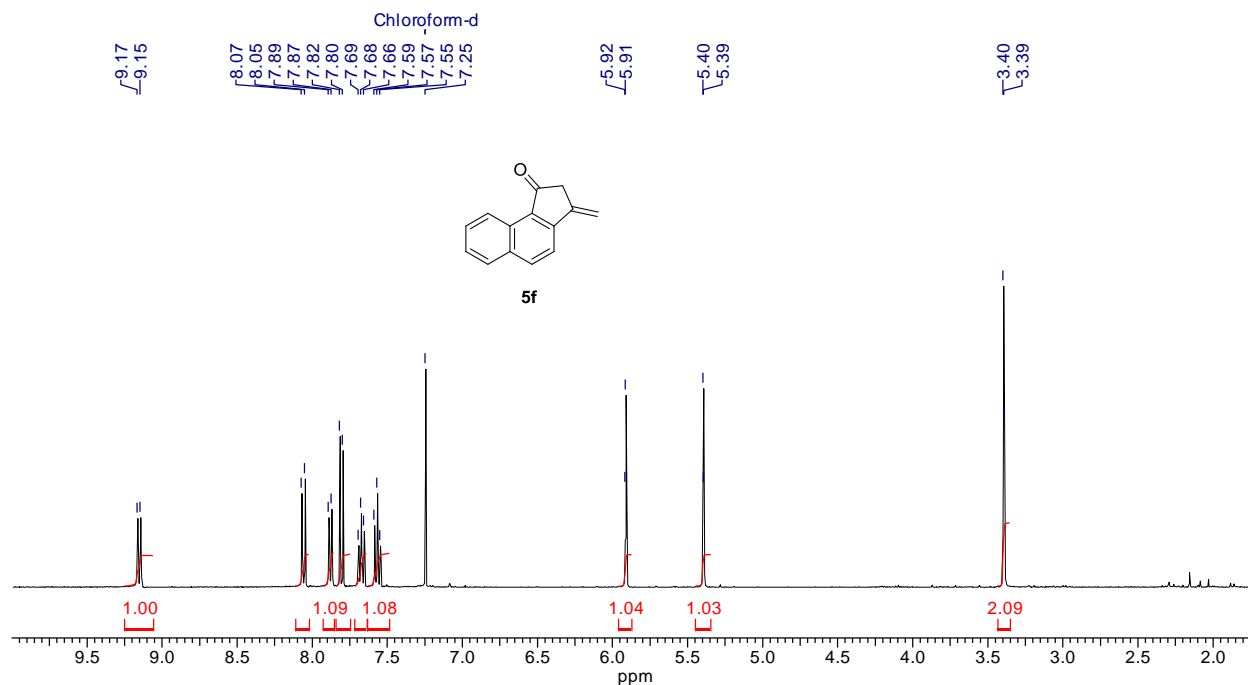 Chloroform-d
9.17 9.15 8.07 8.05 7.89 7.87 7.82 7.80 7.69 7.68 7.66 7.59 7.57 7.55 7.25 5.92 5.91 5.40 5.39 3.40 3.39
O
5f
1.00 1.09 1.08 1.04 1.03 2.09
9.5 9.0 8.5 8.0 7.5 7.0 6.5 6.0 5.5 5.0 4.5 4.0 3.5 3.0 2.5 2.0
ppm